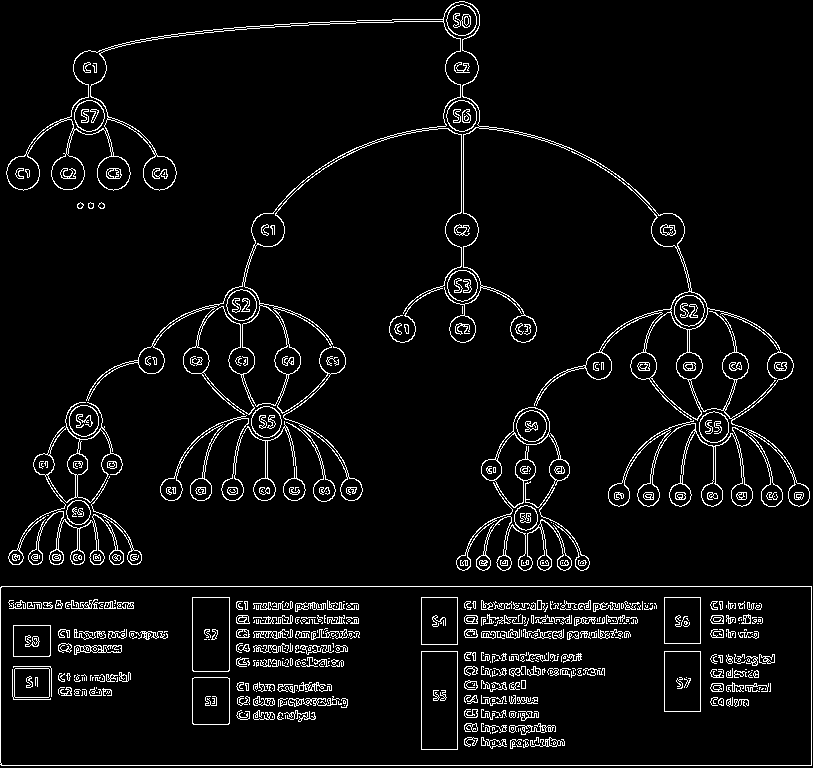 S0
C1 C2
S7 S6
C1 C2 C3 C4
C1 C2 C3
S2 S3 S2
C1 C2 C3
C1 C2 C3 C4 C5
C1 C2 C3 C4 C5
S4 S5
S4 S5
C1 C2 C3
C1 C2 C3
C1 C2 C3 C4 C5 C6 C7
C1 C2 C3 C4 C5 C6 C7
S5
S5
C1 C2 C3 C4 C5 C6 C7
C1 C2 C3 C4 C5 C6 C7
Schemes & classifications
S0
C1 inputs and outputs
C2 processes
S1
C1 on material
C2 on data
S2
C1 material perturbation
C2 material combination
C3 material amplification
C4 material separation
C5 material collection
S3
C1 data acquisition
C2 data preprocessing
C3 data analysis
S4
C1 behaviourally induced perturbation
C2 physically induced perturbation
C3 material induced perturbation
S5
C1 input molecular part
C2 input cellular component
C3 input cell
C4 input tissue
C5 input organ
C6 input organism
C7 input population
S6
C1 in vitro
C2 in silico
C3 in vivo
S7
C1 biological
C2 device
C3 chemical
C4 data